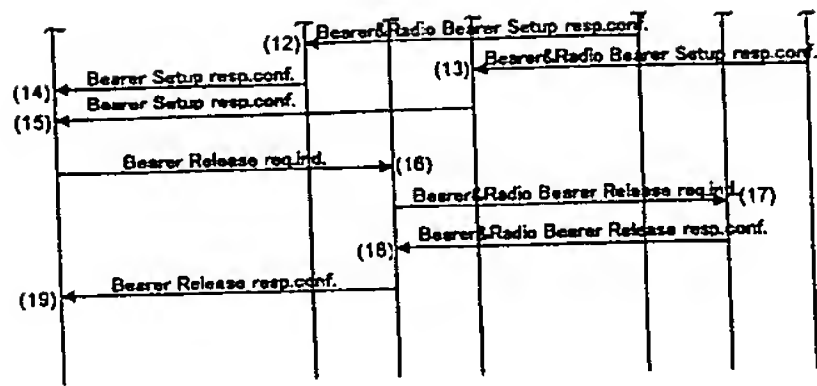 (12) Bearer&Radio Bearer Setup resp.conf.
(13) Bearer&Radio Bearer Setup resp.conf.
(14) Bearer Setup resp.conf.
(15) Bearer Setup resp.conf.
Bearer Release req.ind. (16)
Bearer&Radio Bearer Release req.ind. (17)
(18) Bearer&Radio Bearer Release resp.conf.
(19) Bearer Release resp.conf.